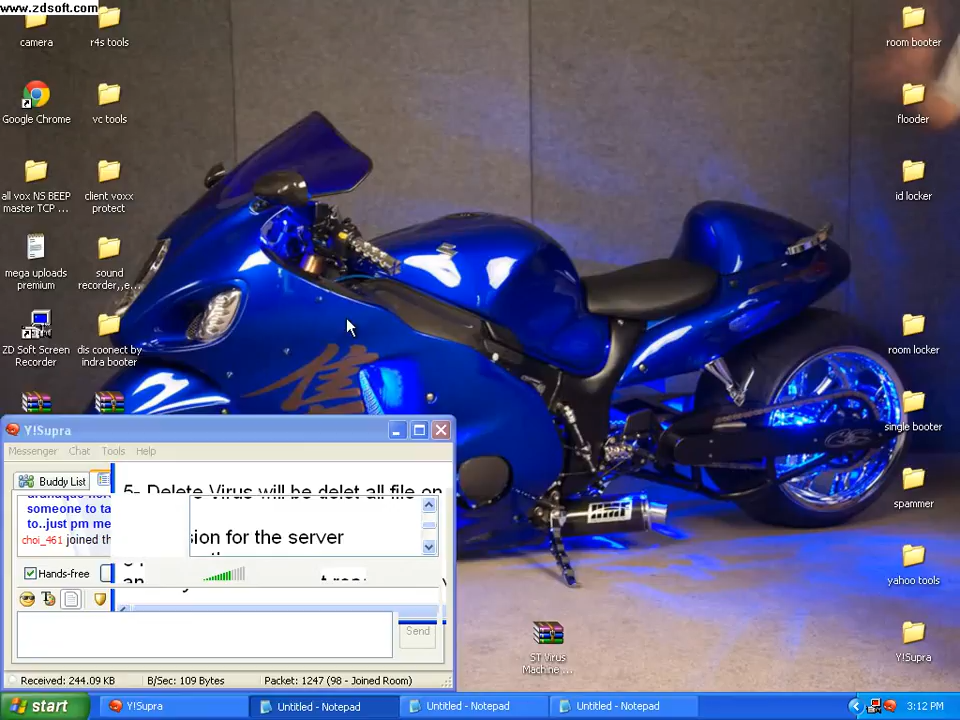 www.zdsoft.com
camera
r4s tools
room booter
Google Chrome
vc tools
flooder
all vox NS BEEP
master TCP ...
client voxx
protect
id locker
mega uploads
premium
sound
recorder,,e...
ZD Soft Screen
Recorder
dis coonect by
indra booter
room locker
single booter
spammer
yahoo tools
Y!Supra
ST Virus
Machine ...
Y!Supra
Messenger Chat Tools Help
Buddy List
5- Delete Virus will be delet all file on
someone to ta
to..just pm me
choi_461 joined th
sion for the server
Hands-free
Send
Received: 244.09 KB B/Sec: 109 Bytes Packet: 1247 (98 - Joined Room)
start Y!Supra Untitled - Notepad Untitled - Notepad Untitled - Notepad 3:12 PM